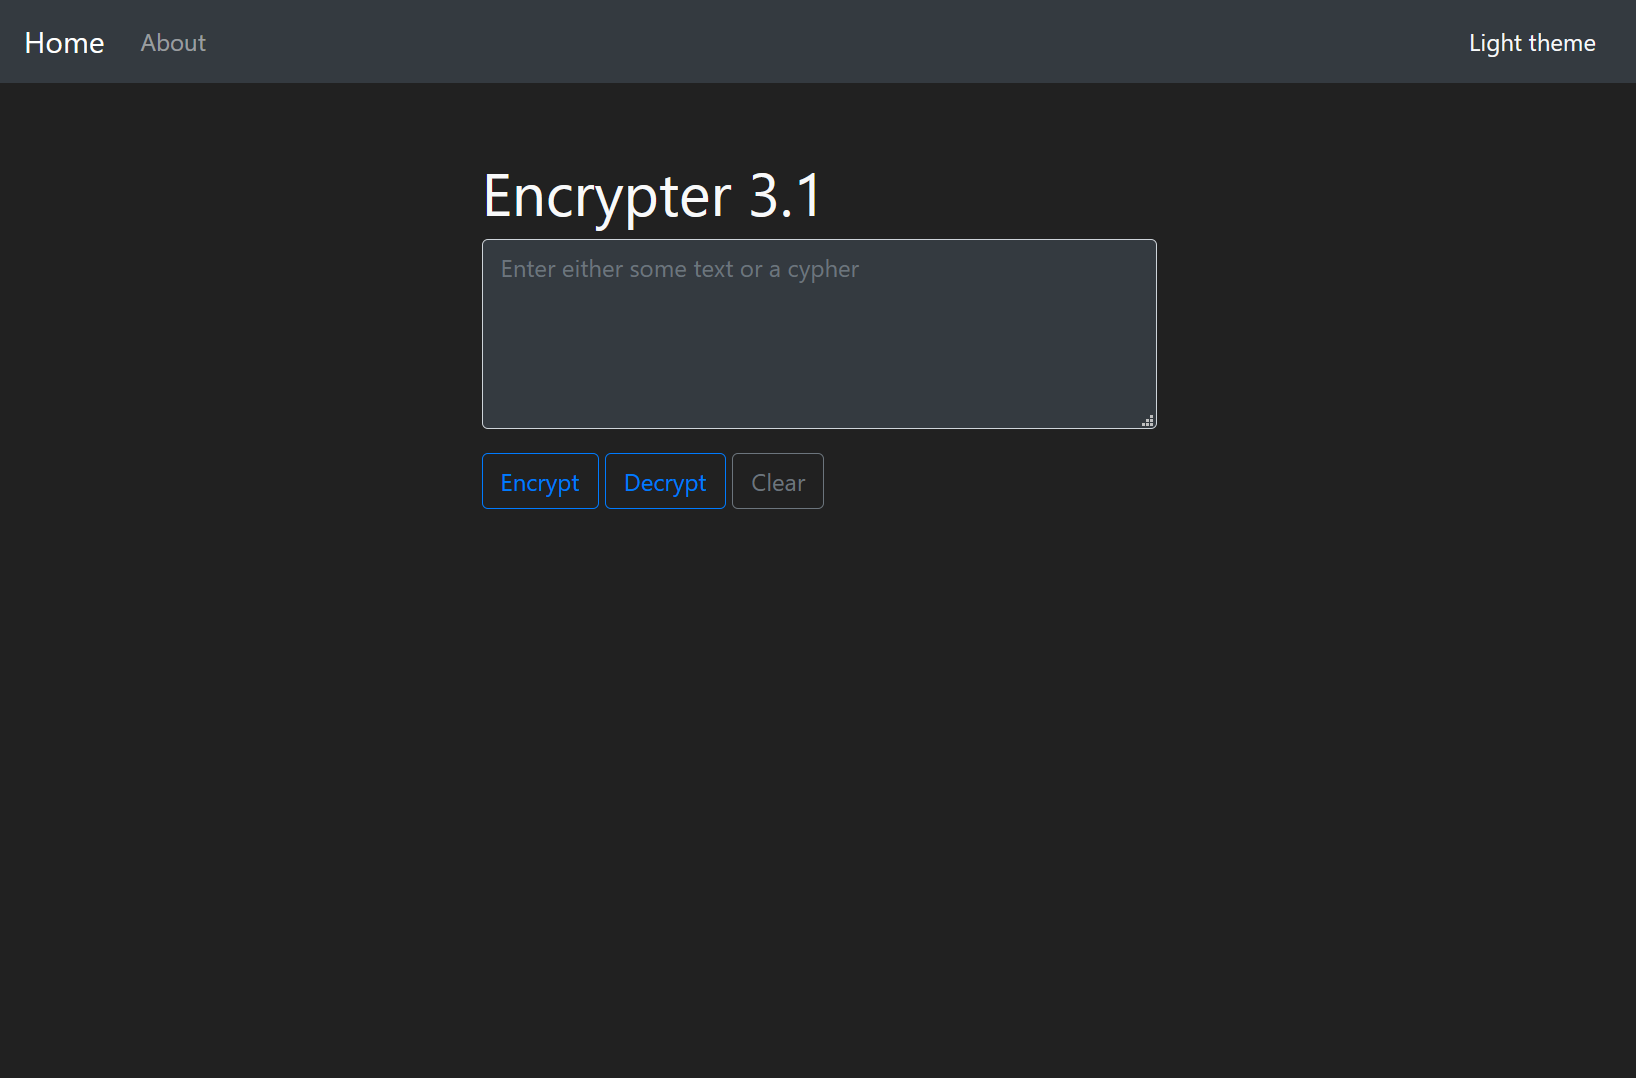 Home About Light theme
Encrypter 3.1
Enter either some text or a cypher
Encrypt Decrypt Clear